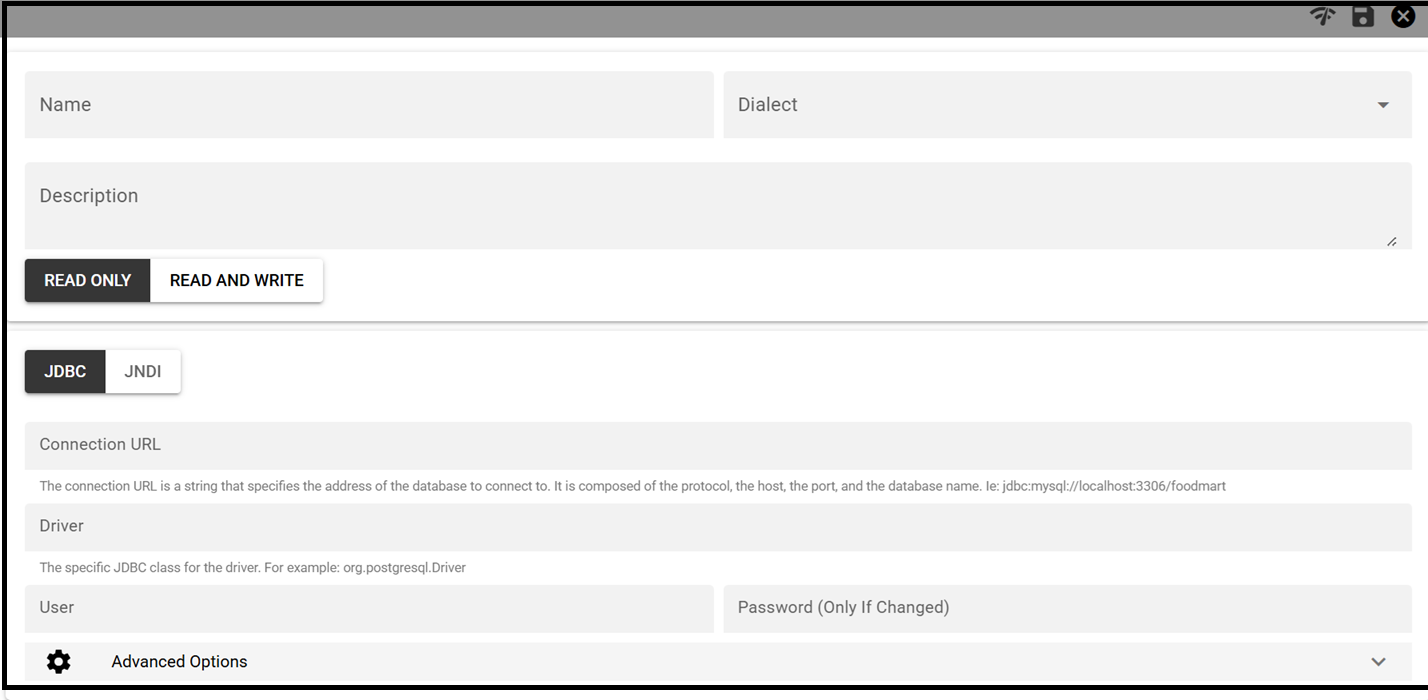 Name
Dialect
Description
READ ONLY
READ AND WRITE
JDBC
JNDI
Connection URL
The connection URL is a string that specifies the address of the database to connect to. It is composed of the protocol, the host, the port, and the database name. Ie: jdbc:mysql://localhost:3306/foodmart
Driver
The specific JDBC class for the driver. For example: org.postgresql.Driver
User
Password (Only If Changed)
Advanced Options